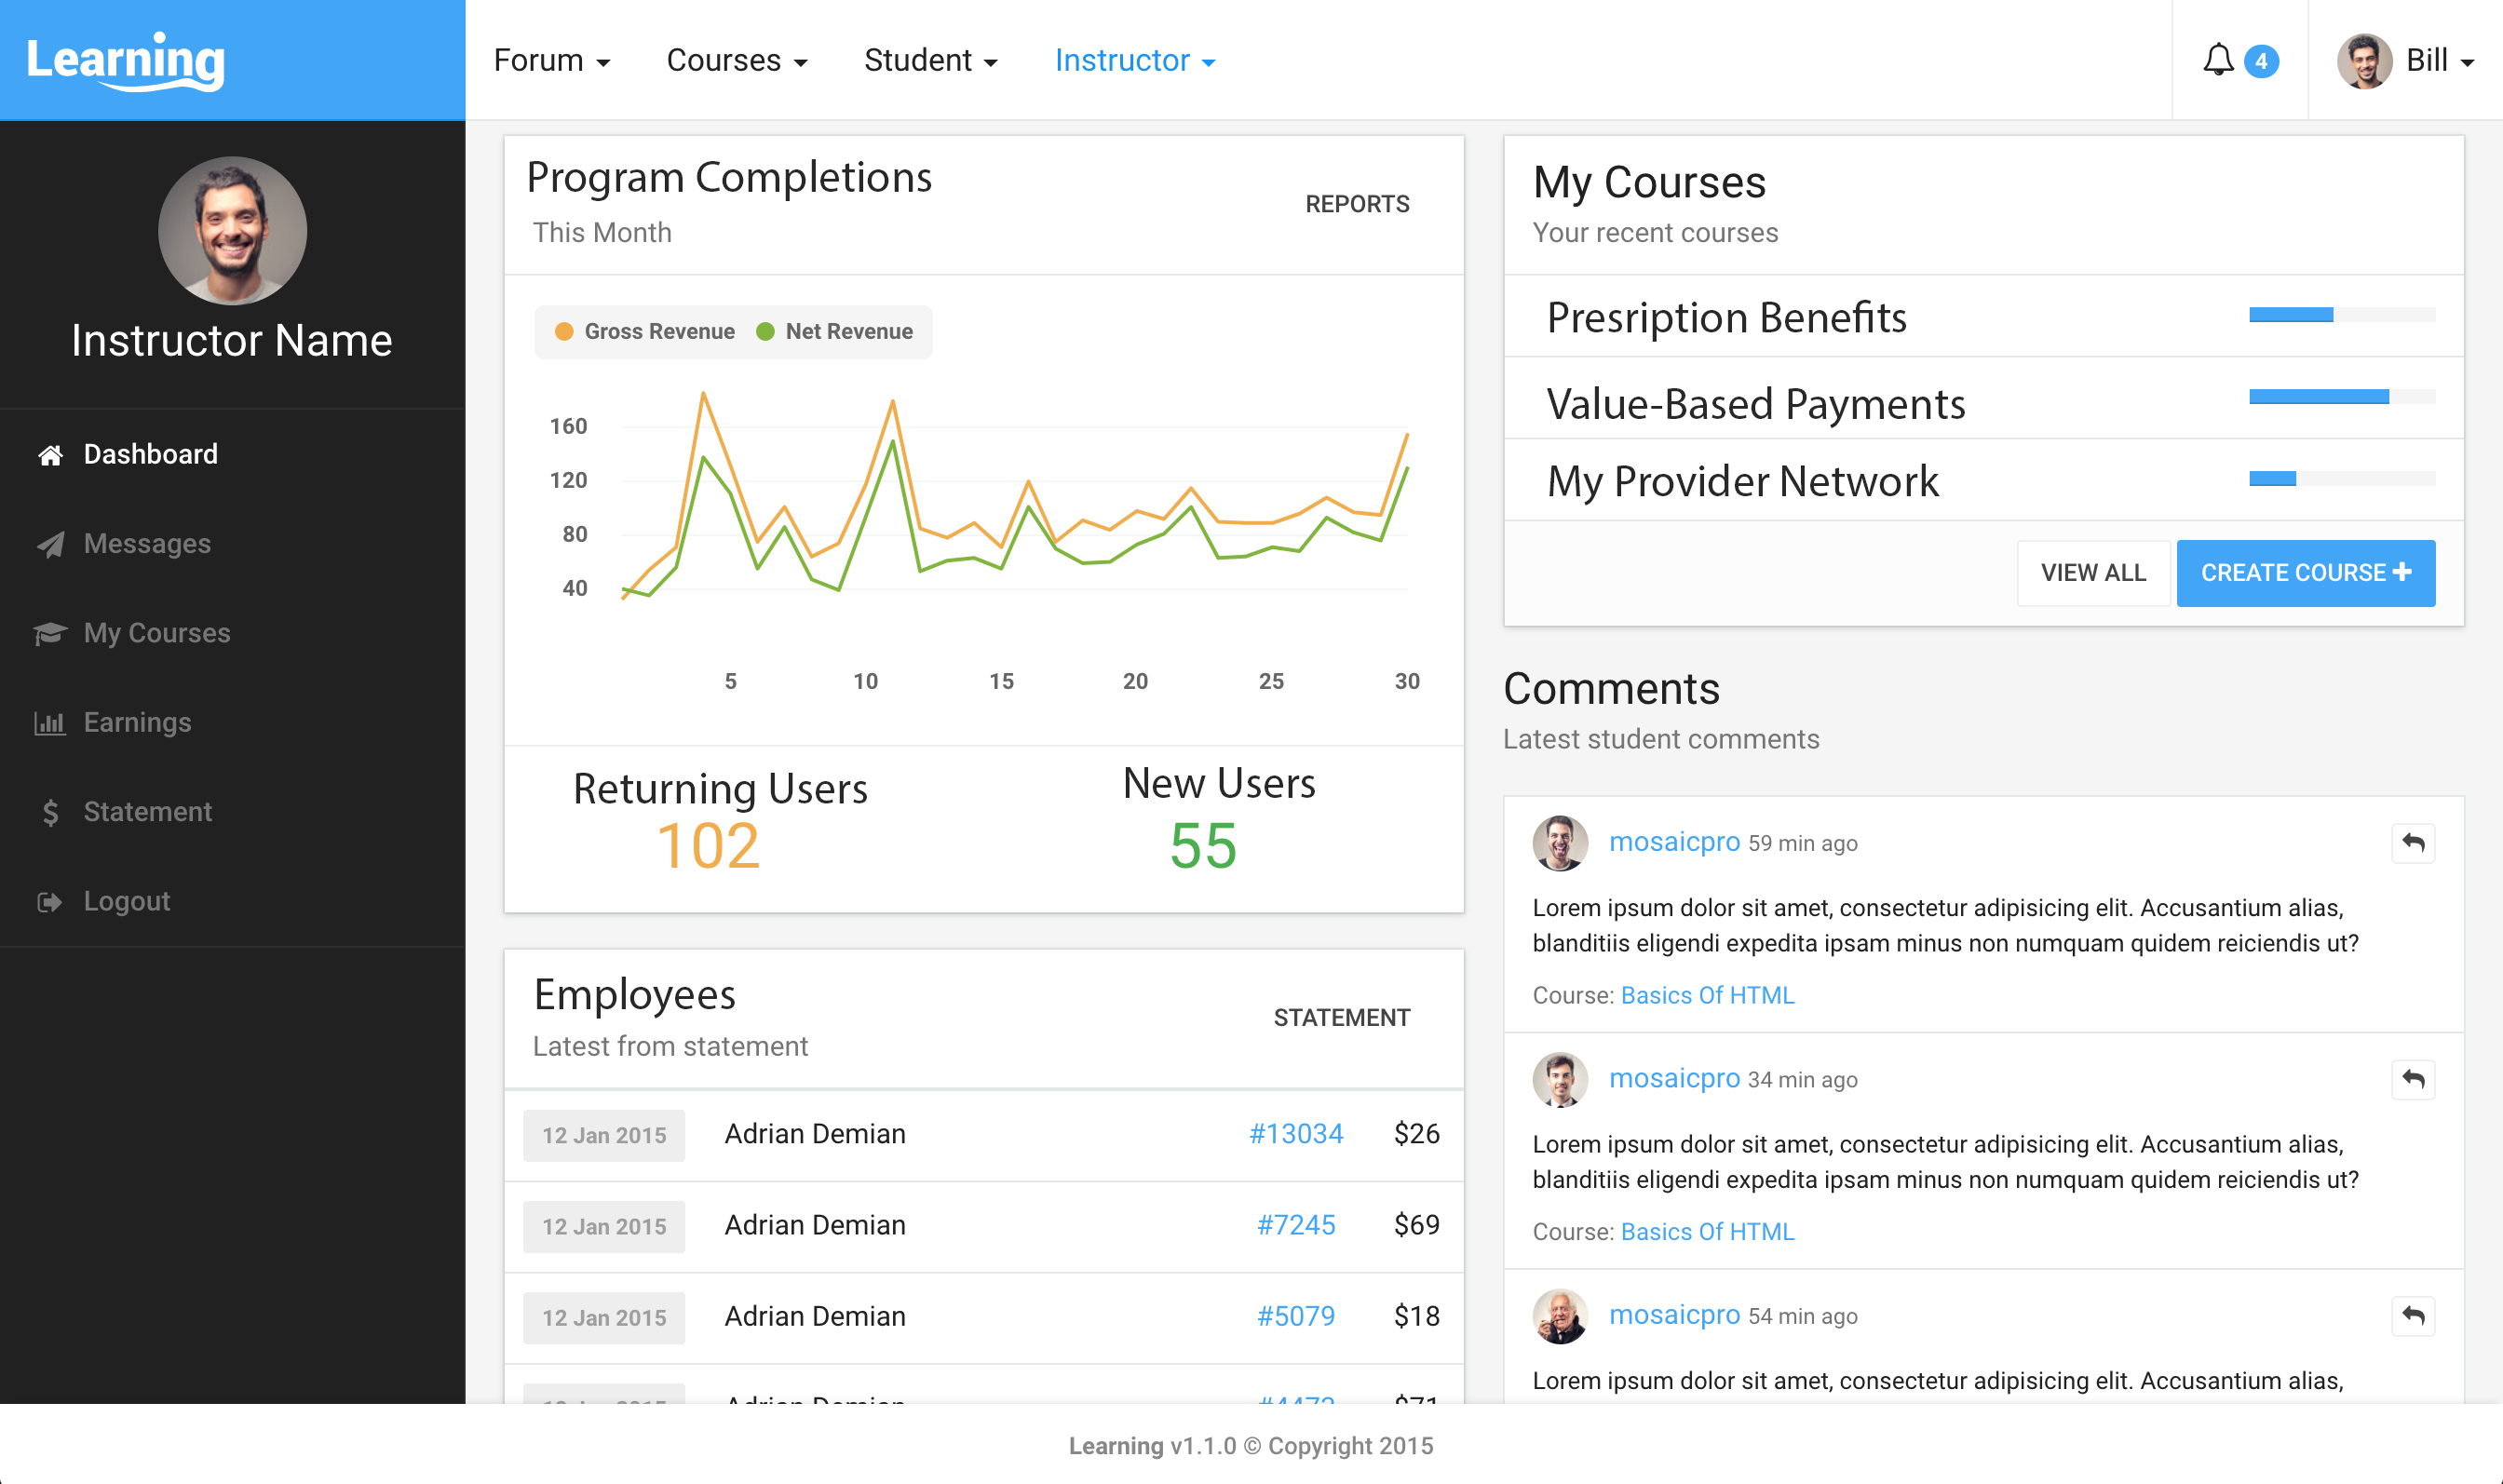 Learning
Forum
Courses
Student
Instructor
4
Bill
Instructor Name
Dashboard
Messages
My Courses
Earnings
Statement
Logout
Program Completions
This Month
REPORTS
Gross Revenue
Net Revenue
160
120
80
40
5
10
15
20
25
30
Returning Users
102
New Users
55
Employees
Latest from statement
STATEMENT
12 Jan 2015 Adrian Demian #13034 $26
12 Jan 2015 Adrian Demian #7245 $69
12 Jan 2015 Adrian Demian #5079 $18
12 Jan 2015 Adrian Demian #4473 $71
My Courses
Your recent courses
Presription Benefits
Value-Based Payments
My Provider Network
VIEW ALL
CREATE COURSE
Comments
Latest student comments
mosaicpro 59 min ago
Lorem ipsum dolor sit amet, consectetur adipisicing elit. Accusantium alias,
blanditiis eligendi expedita ipsam minus non numquam quidem reiciendis ut?
Course: Basics Of HTML
mosaicpro 34 min ago
Lorem ipsum dolor sit amet, consectetur adipisicing elit. Accusantium alias,
blanditiis eligendi expedita ipsam minus non numquam quidem reiciendis ut?
Course: Basics Of HTML
mosaicpro 54 min ago
Lorem ipsum dolor sit amet, consectetur adipisicing elit. Accusantium alias,
Learning v1.1.0 © Copyright 2015